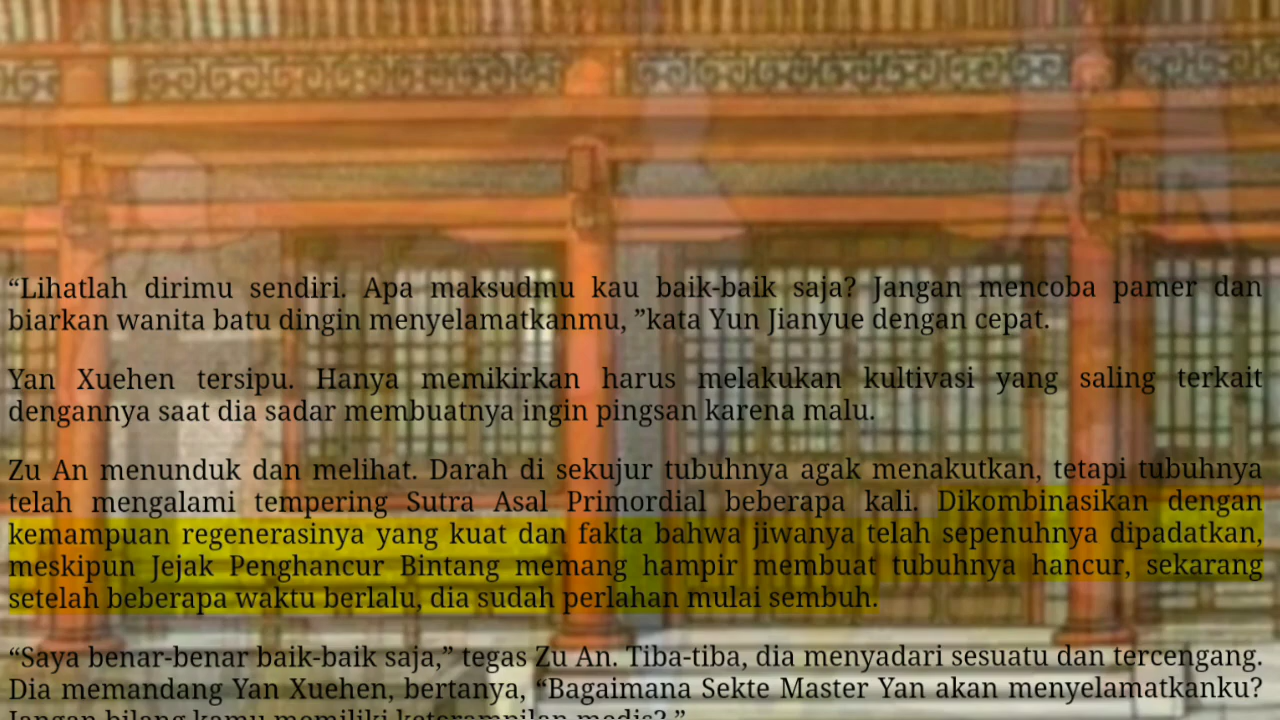 “Lihatlah dirimu sendiri. Apa maksudmu kau baik-baik saja? Jangan mencoba pamer dan
biarkan wanita batu dingin menyelamatkanmu, ”kata Yun Jianyue dengan cepat.
Yan Xuehen tersipu. Hanya memikirkan harus melakukan kultivasi yang saling terkait
dengannya saat dia sadar membuatnya ingin pingsan karena malu.
Zu An menunduk dan melihat. Darah di sekujur tubuhnya agak menakutkan, tetapi tubuhnya
telah mengalami tempering Sutra Asal Primordial beberapa kali. Dikombinasikan dengan
kemampuan regenerasinya yang kuat dan fakta bahwa jiwanya telah sepenuhnya dipadatkan,
meskipun Jejak Penghancur Bintang memang hampir membuat tubuhnya hancur, sekarang
setelah beberapa waktu berlalu, dia sudah perlahan mulai sembuh.
“Saya benar-benar baik-baik saja,” tegas Zu An. Tiba-tiba, dia menyadari sesuatu dan tercengang.
Dia memandang Yan Xuehen, bertanya, “Bagaimana Sekte Master Yan akan menyelamatkanku?
Jangan bilang kamu memiliki keterampilan medis? ”